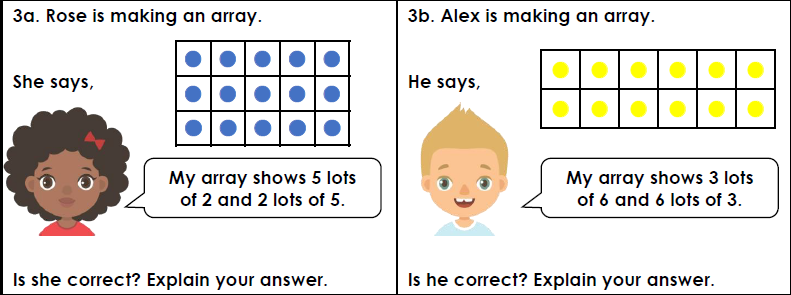 3a. Rose is making an array.
She says,
My array shows 5 lots
of 2 and 2 lots of 5.
Is she correct? Explain your answer.
3b. Alex is making an array.
He says,
My array shows 3 lots
of 6 and 6 lots of 3.
Is he correct? Explain your answer.